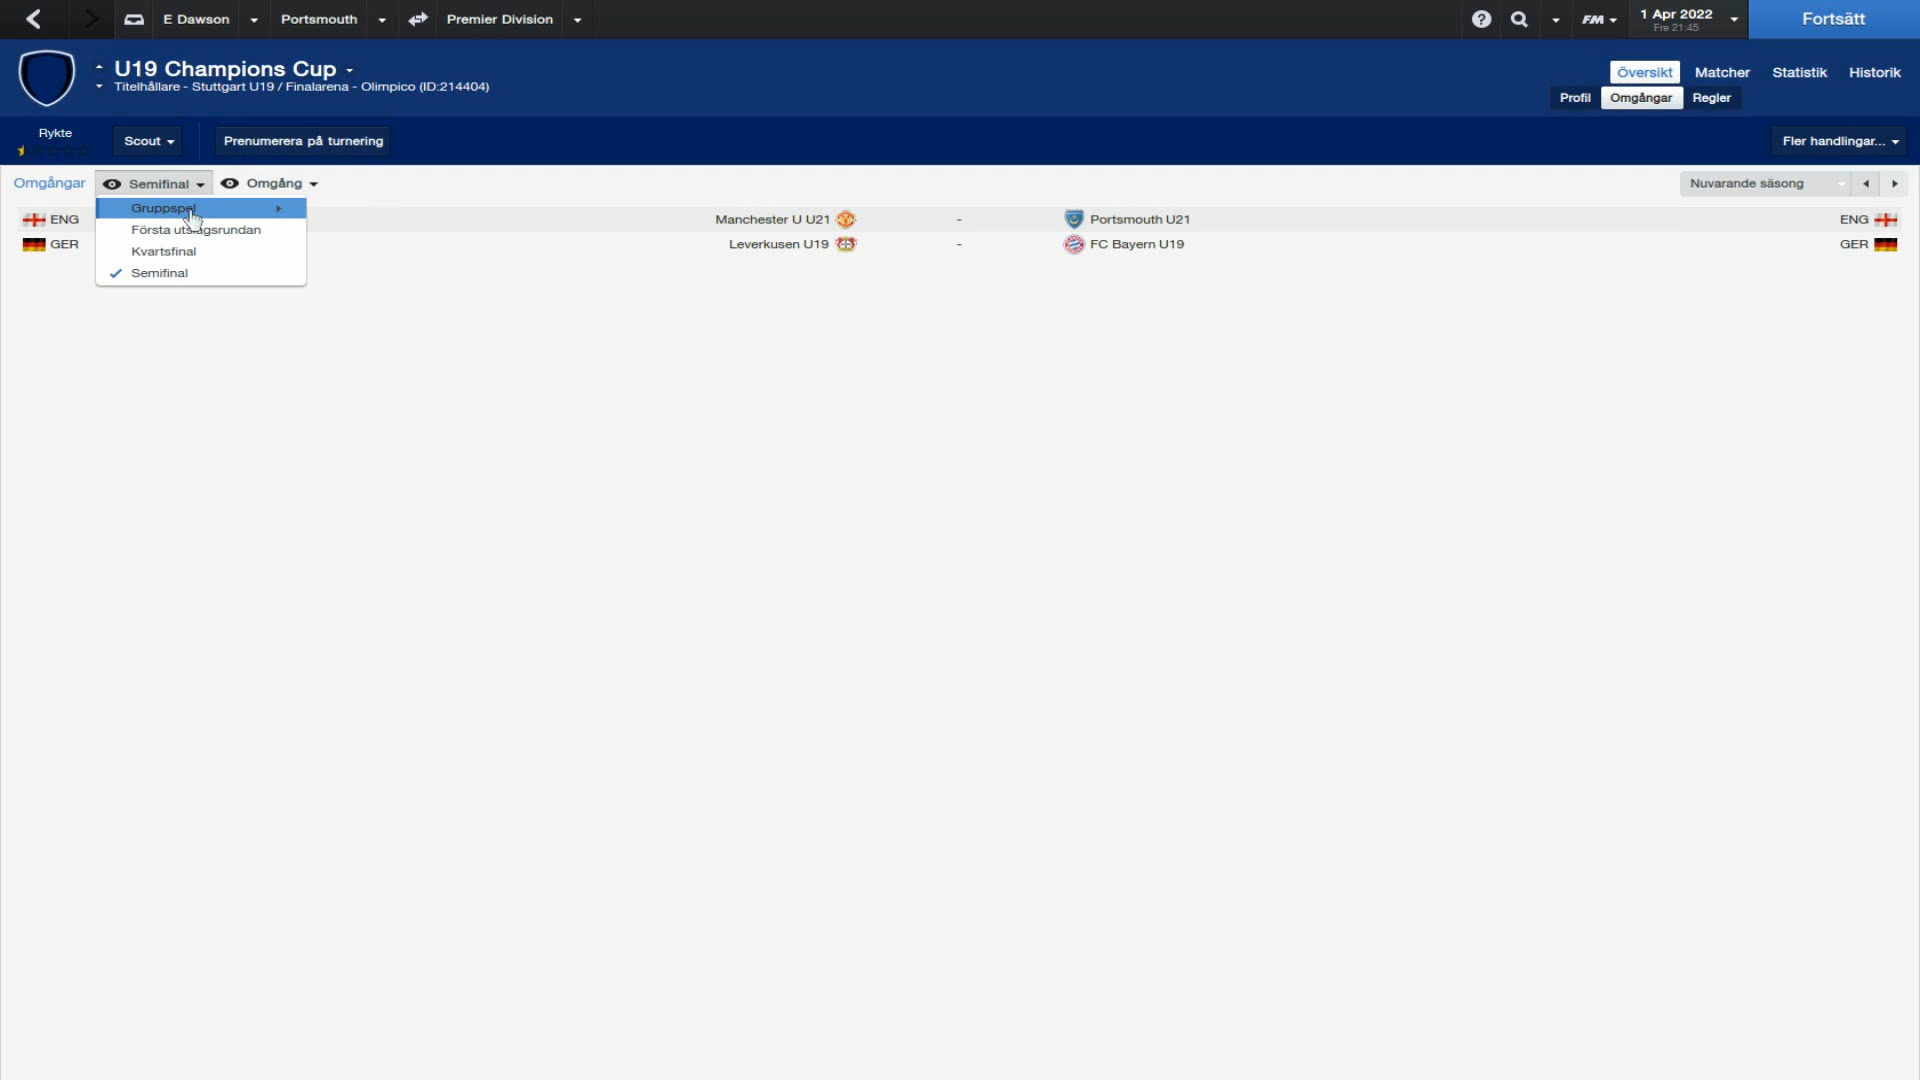 E Dawson Portsmouth Premier Division FM 1 Apr 2022 Fortsätt
Fre 21:45
U19 Champions Cup
Titelhållare - Stuttgart U19 / Finalarena - Olimpico (ID:214404)
Översikt Matcher Statistik Historik
Profil Omgångar Regler
Rykte
Scout Prenumerera på turnering Fler handlingar...
Omgångar Semifinal Omgång Nuvarande säsong
Gruppspel
ENG Manchester U U21 - Portsmouth U21 ENG
Första utslagsrundan
GER Leverkusen U19 - FC Bayern U19 GER
Kvartsfinal
Semifinal